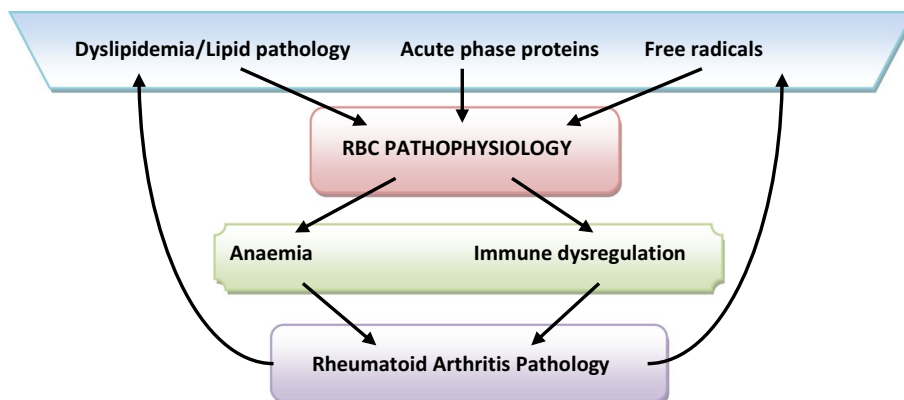 Dyslipidemia/Lipid pathology Acute phase proteins Free radicals
RBC PATHOPHYSIOLOGY
Anaemia Immune dysregulation
Rheumatoid Arthritis Pathology